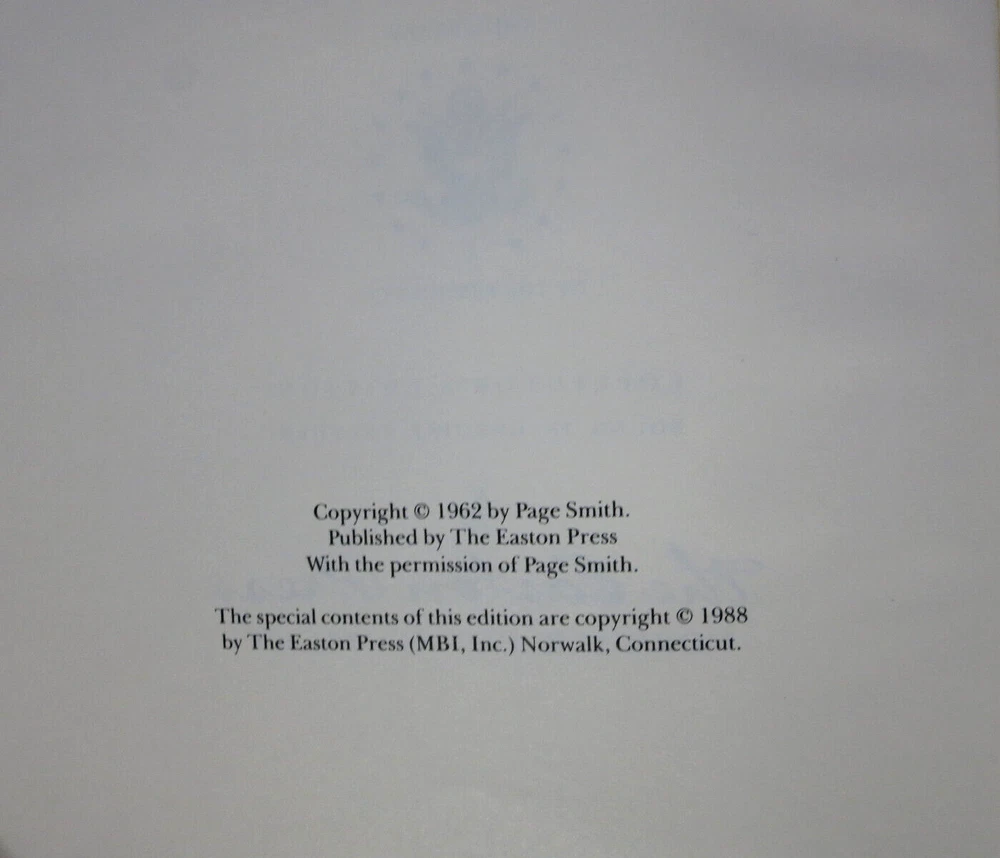 Copyright © 1962 by Page Smith.
Published by The Easton Press
With the permission of Page Smith.
The special contents of this edition are copyright © 1988
by The Easton Press (MBI, Inc.) Norwalk, Connecticut.